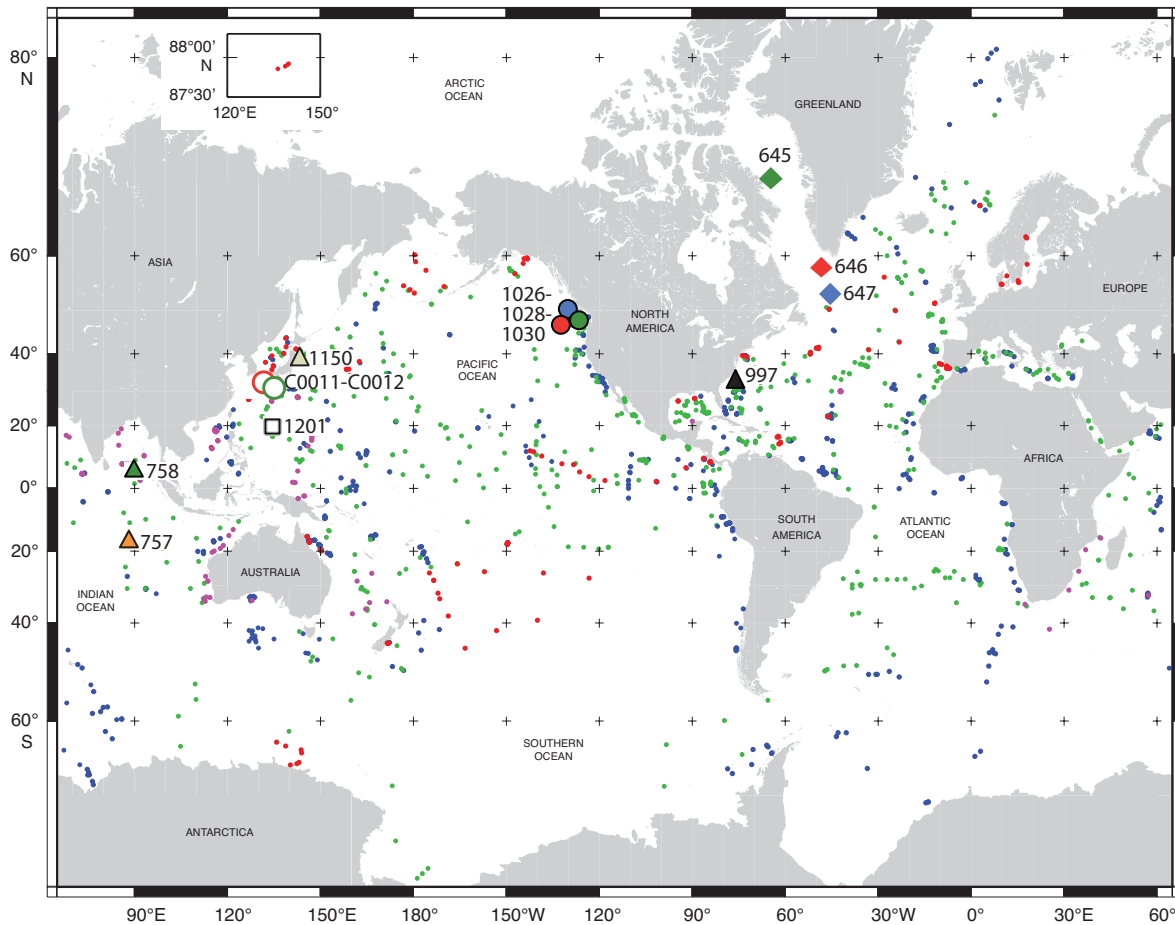 80°
N
88°00’
N
87°30’
120°E
150°
ARCTIC
OCEAN
GREENLAND
645
60°
ASIA
646
647
EUROPE
1026-
1028-
1030
NORTH
AMERICA
40°
1150
PACIFIC
OCEAN
C0011-C0012
997
20°
1201
758
AFRICA
0°
SOUTH
AMERICA
ATLANTIC
OCEAN
757
20°
AUSTRALIA
INDIAN
OCEAN
40°
60°
S
SOUTHERN
OCEAN
ANTARCTICA
90°E
120°
150°E
180°
150°W
120°
90°
60°
30°W
0°
30°E
60°